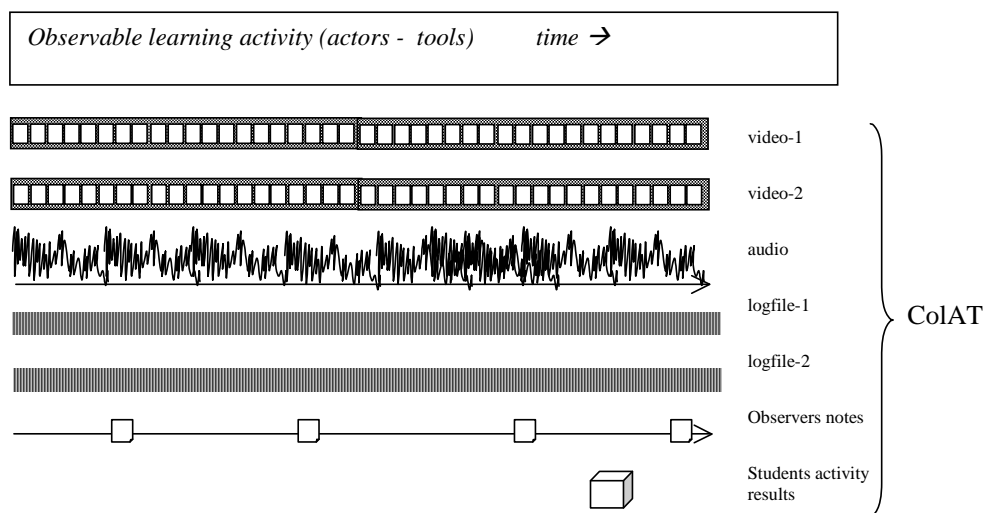 Observable learning activity (actors - tools) time →
video-1
video-2
audio
logfile-1
ColAT
logfile-2
Observers notes
Students activity
results